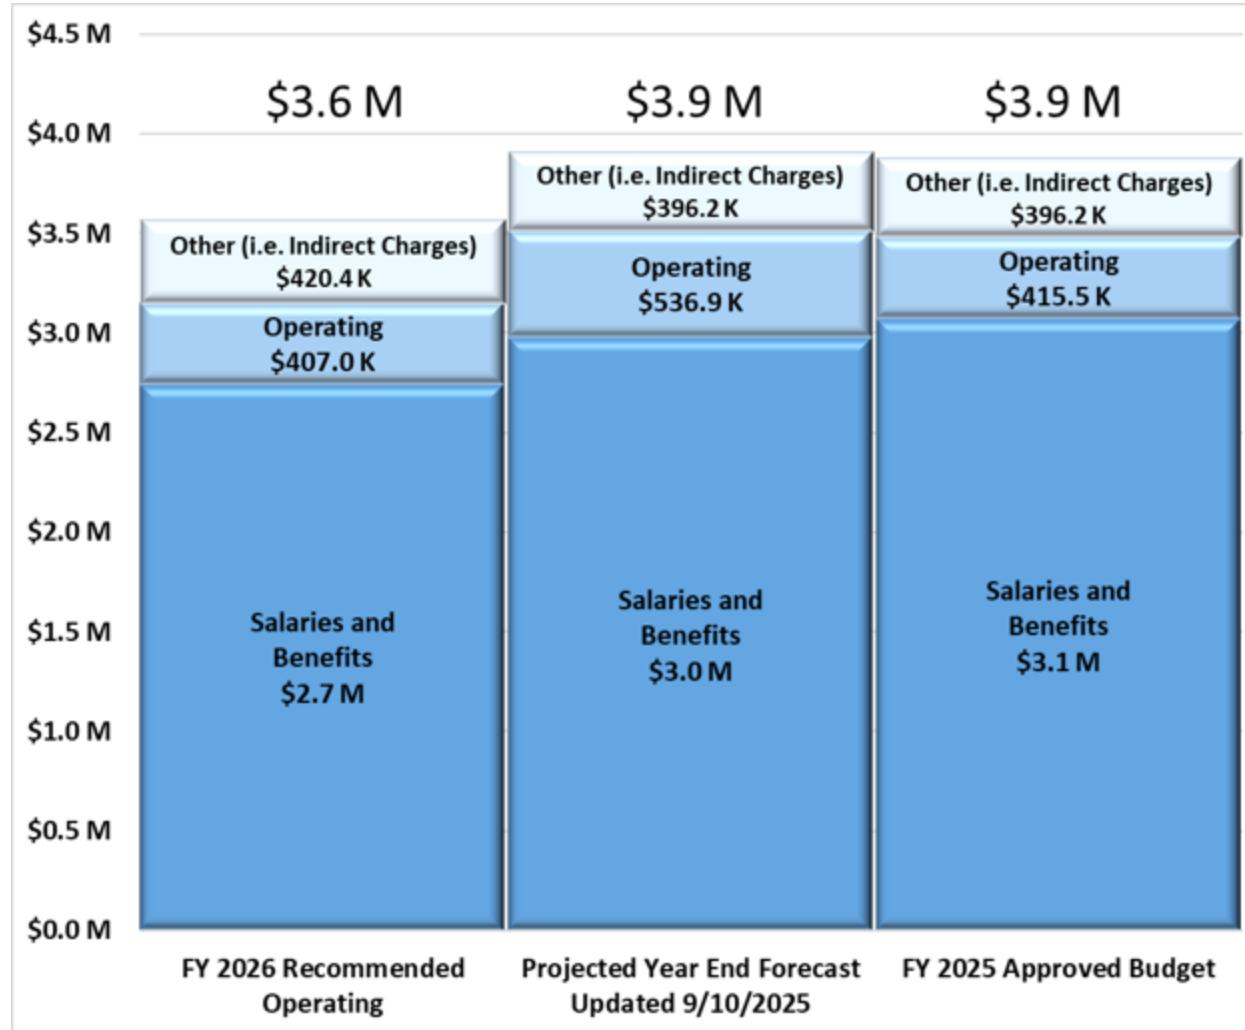 $4.5 M
$4.0 M
$3.5 M
$3.0 M
$2.5 M
$2.0 M
$1.5 M
$1.0 M
$0.5 M
$0.0 M
$3.6 M
Other (i.e. Indirect Charges)
$420.4 K
Operating
$407.0 K
Salaries and
Benefits
$2.7 M
FY 2026 Recommended
Operating
$3.9 M
Other (i.e. Indirect Charges)
$396.2 K
Operating
$536.9 K
Salaries and
Benefits
$3.0 M
Projected Year End Forecast
Updated 9/10/2025
$3.9 M
Other (i.e. Indirect Charges)
$396.2 K
Operating
$415.5 K
Salaries and
Benefits
$3.1 M
FY 2025 Approved Budget